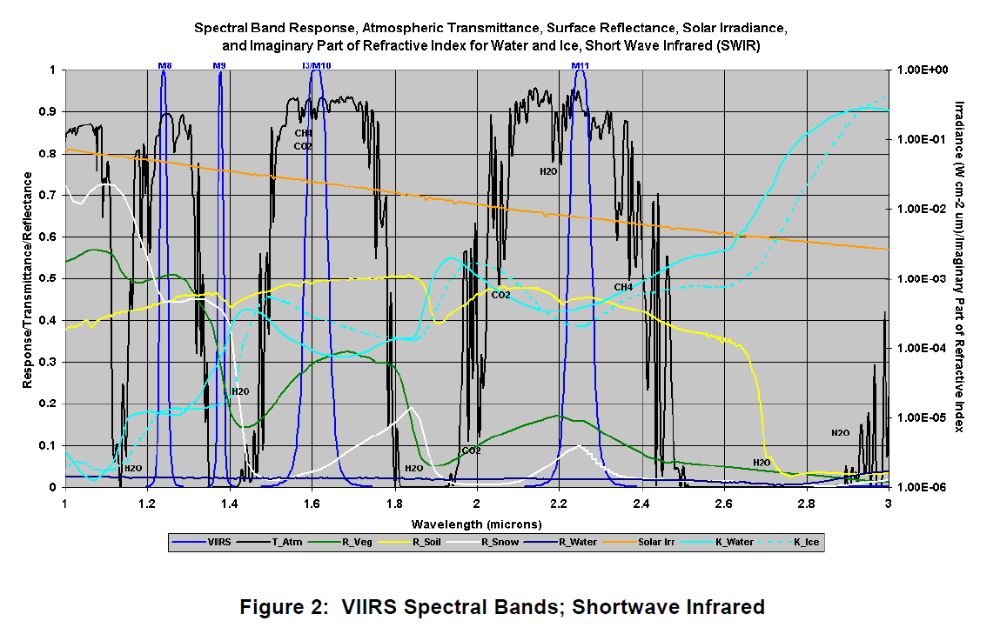 Spectral Band Response, Atmospheric Transmittance, Surface Reflectance, Solar Irradiance,
and Imaginary Part of Refractive Index for Water and Ice, Short Wave Infrared (SWIR)
M8 M9 I3/M10 M11
1 1.00E+00
0.9
CH4
CO2
1.00E-01
0.8
H2O
0.7
1.00E-02
0.6
0.5
1.00E-03
CH4
CO2
0.4
1.00E-04
0.3
H2O
0.2
1.00E-05
N2O
0.1
CO2
H2O
H2O H2O
0 1.00E-06
Response/Transmittance/Reflectance
Irradiance (W cm-2 um)/Imaginary Part of Refractive Index
1 1.2 1.4 1.6 1.8 2 2.2 2.4 2.6 2.8 3
Wavelength (microns)
VIIRS T_Atm R_Veg R_Soil R_Snow R_Water Solar Irr K_Water K_Ice
Figure 2: VIIRS Spectral Bands; Shortwave Infrared